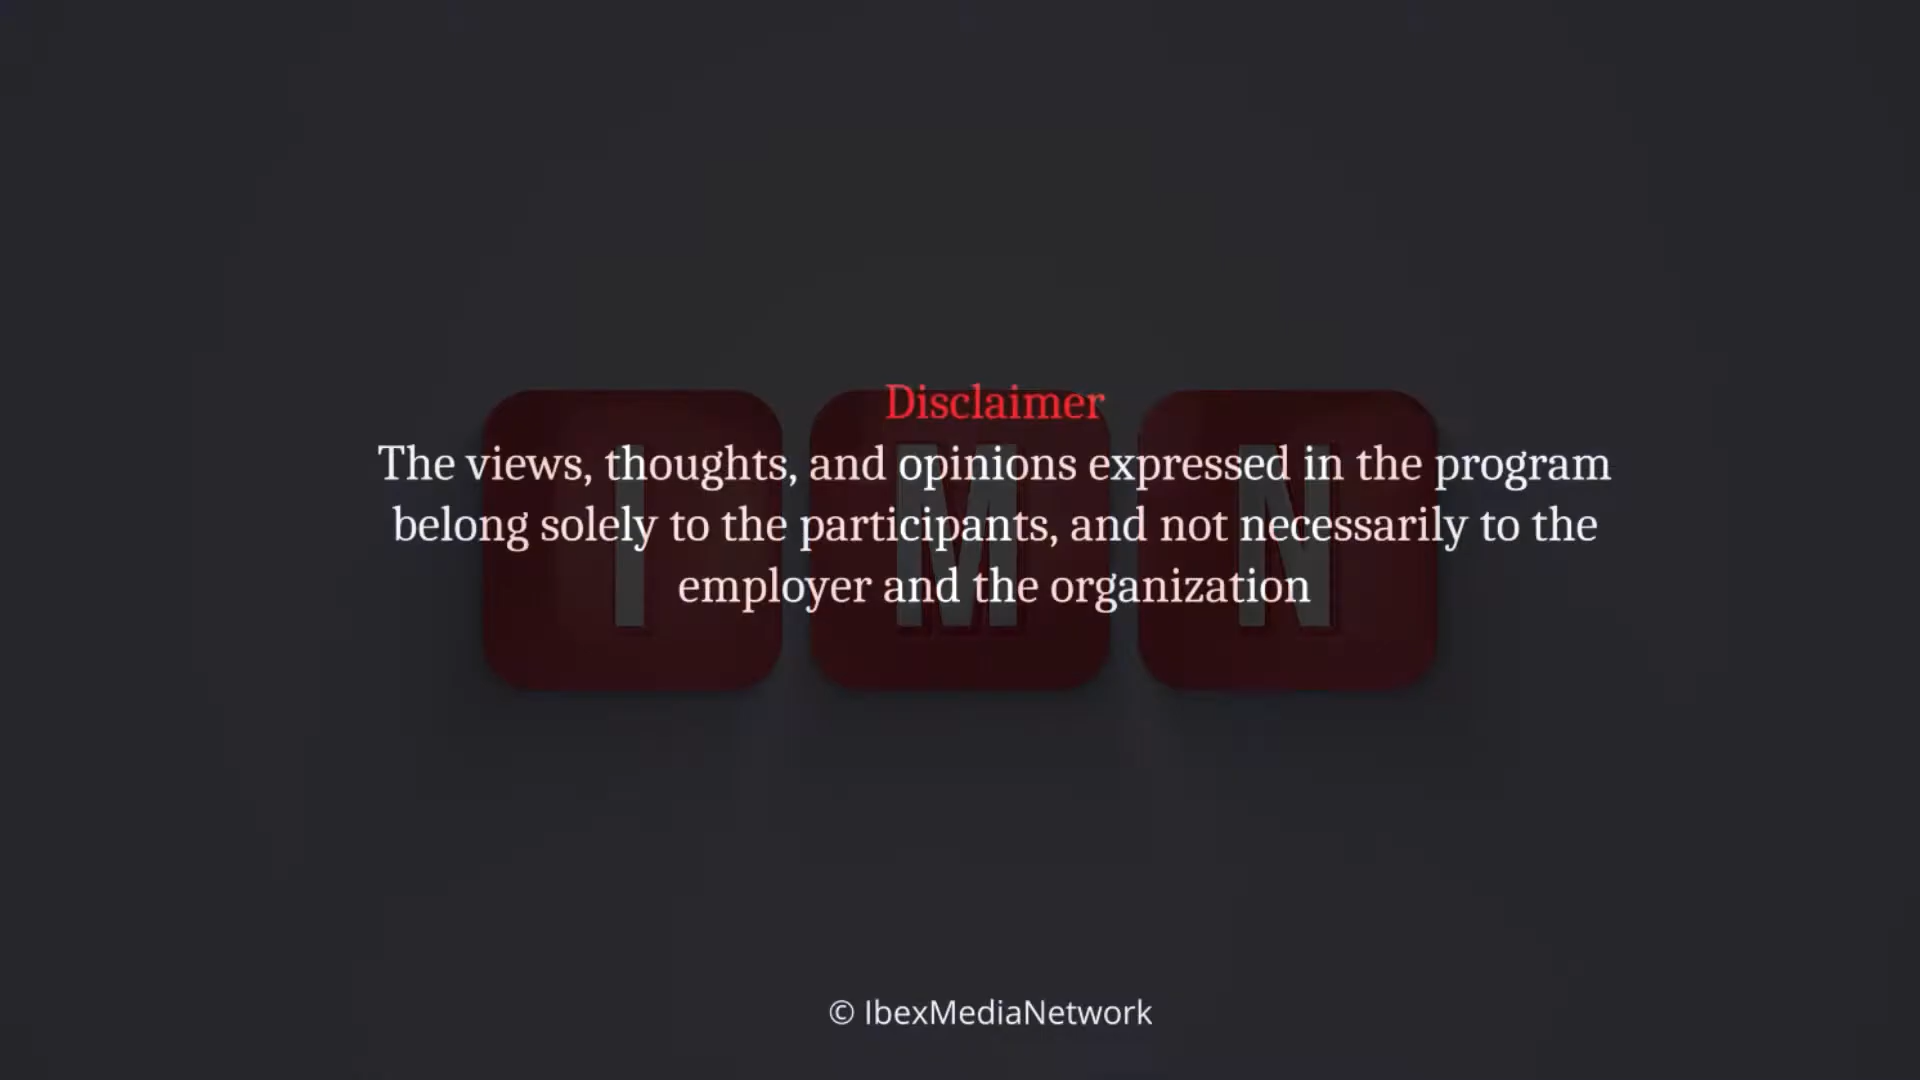 Disclaimer
The views, thoughts, and opinions expressed in the program
belong solely to the participants, and not necessarily to the
employer and the organization
I M N
© IbexMediaNetwork